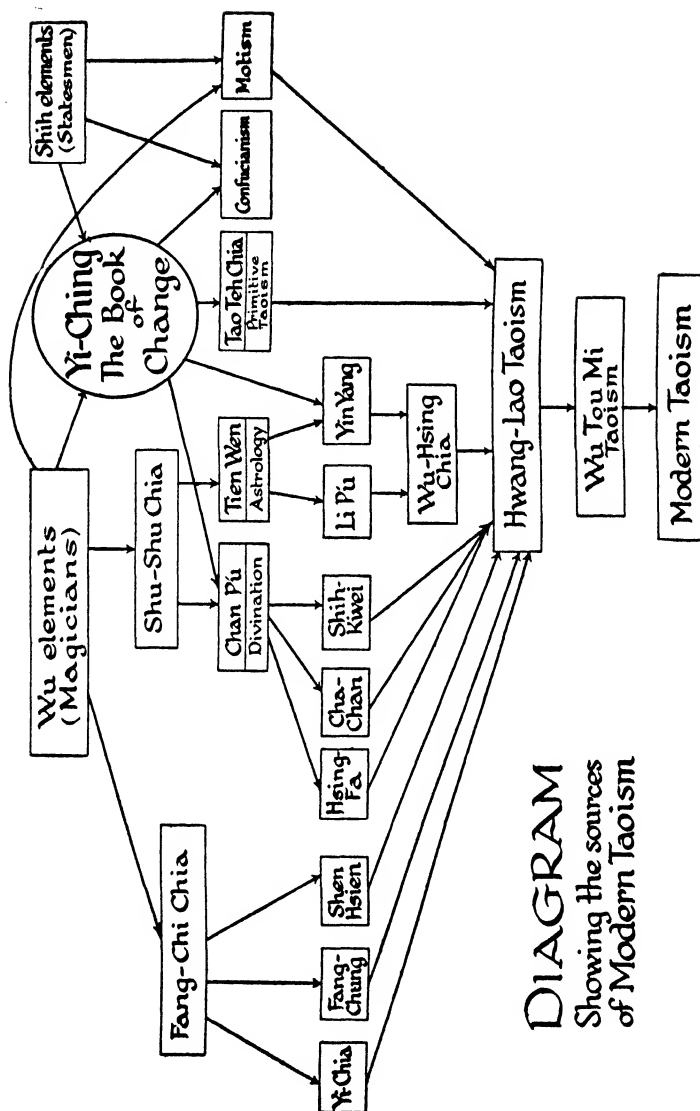 Wu elements
(Magicians)
Yi-Ching
The Book
of
Change
Shih elements
(Statesmen)
Fang-Chi Chia
Shu-Shu Chia
Chan P'u
Divination
Tien Wen
Astrology
Tao Teh Chia
Primitive
Taoism
Confucianism
Motism
Yi-Chia
Fang-
Chung
Shen
Hsien
Hsing-
Fa
Cha-
Chan
Shih-
Kwei
Li P'u
Yin Yang
Wu-Hsing
Chia
Hwang-Lao Taoism
Wu Tou Mi
Taoism
Modern Taoism
DIAGRAM
Showing the sources
of Modern Taoism